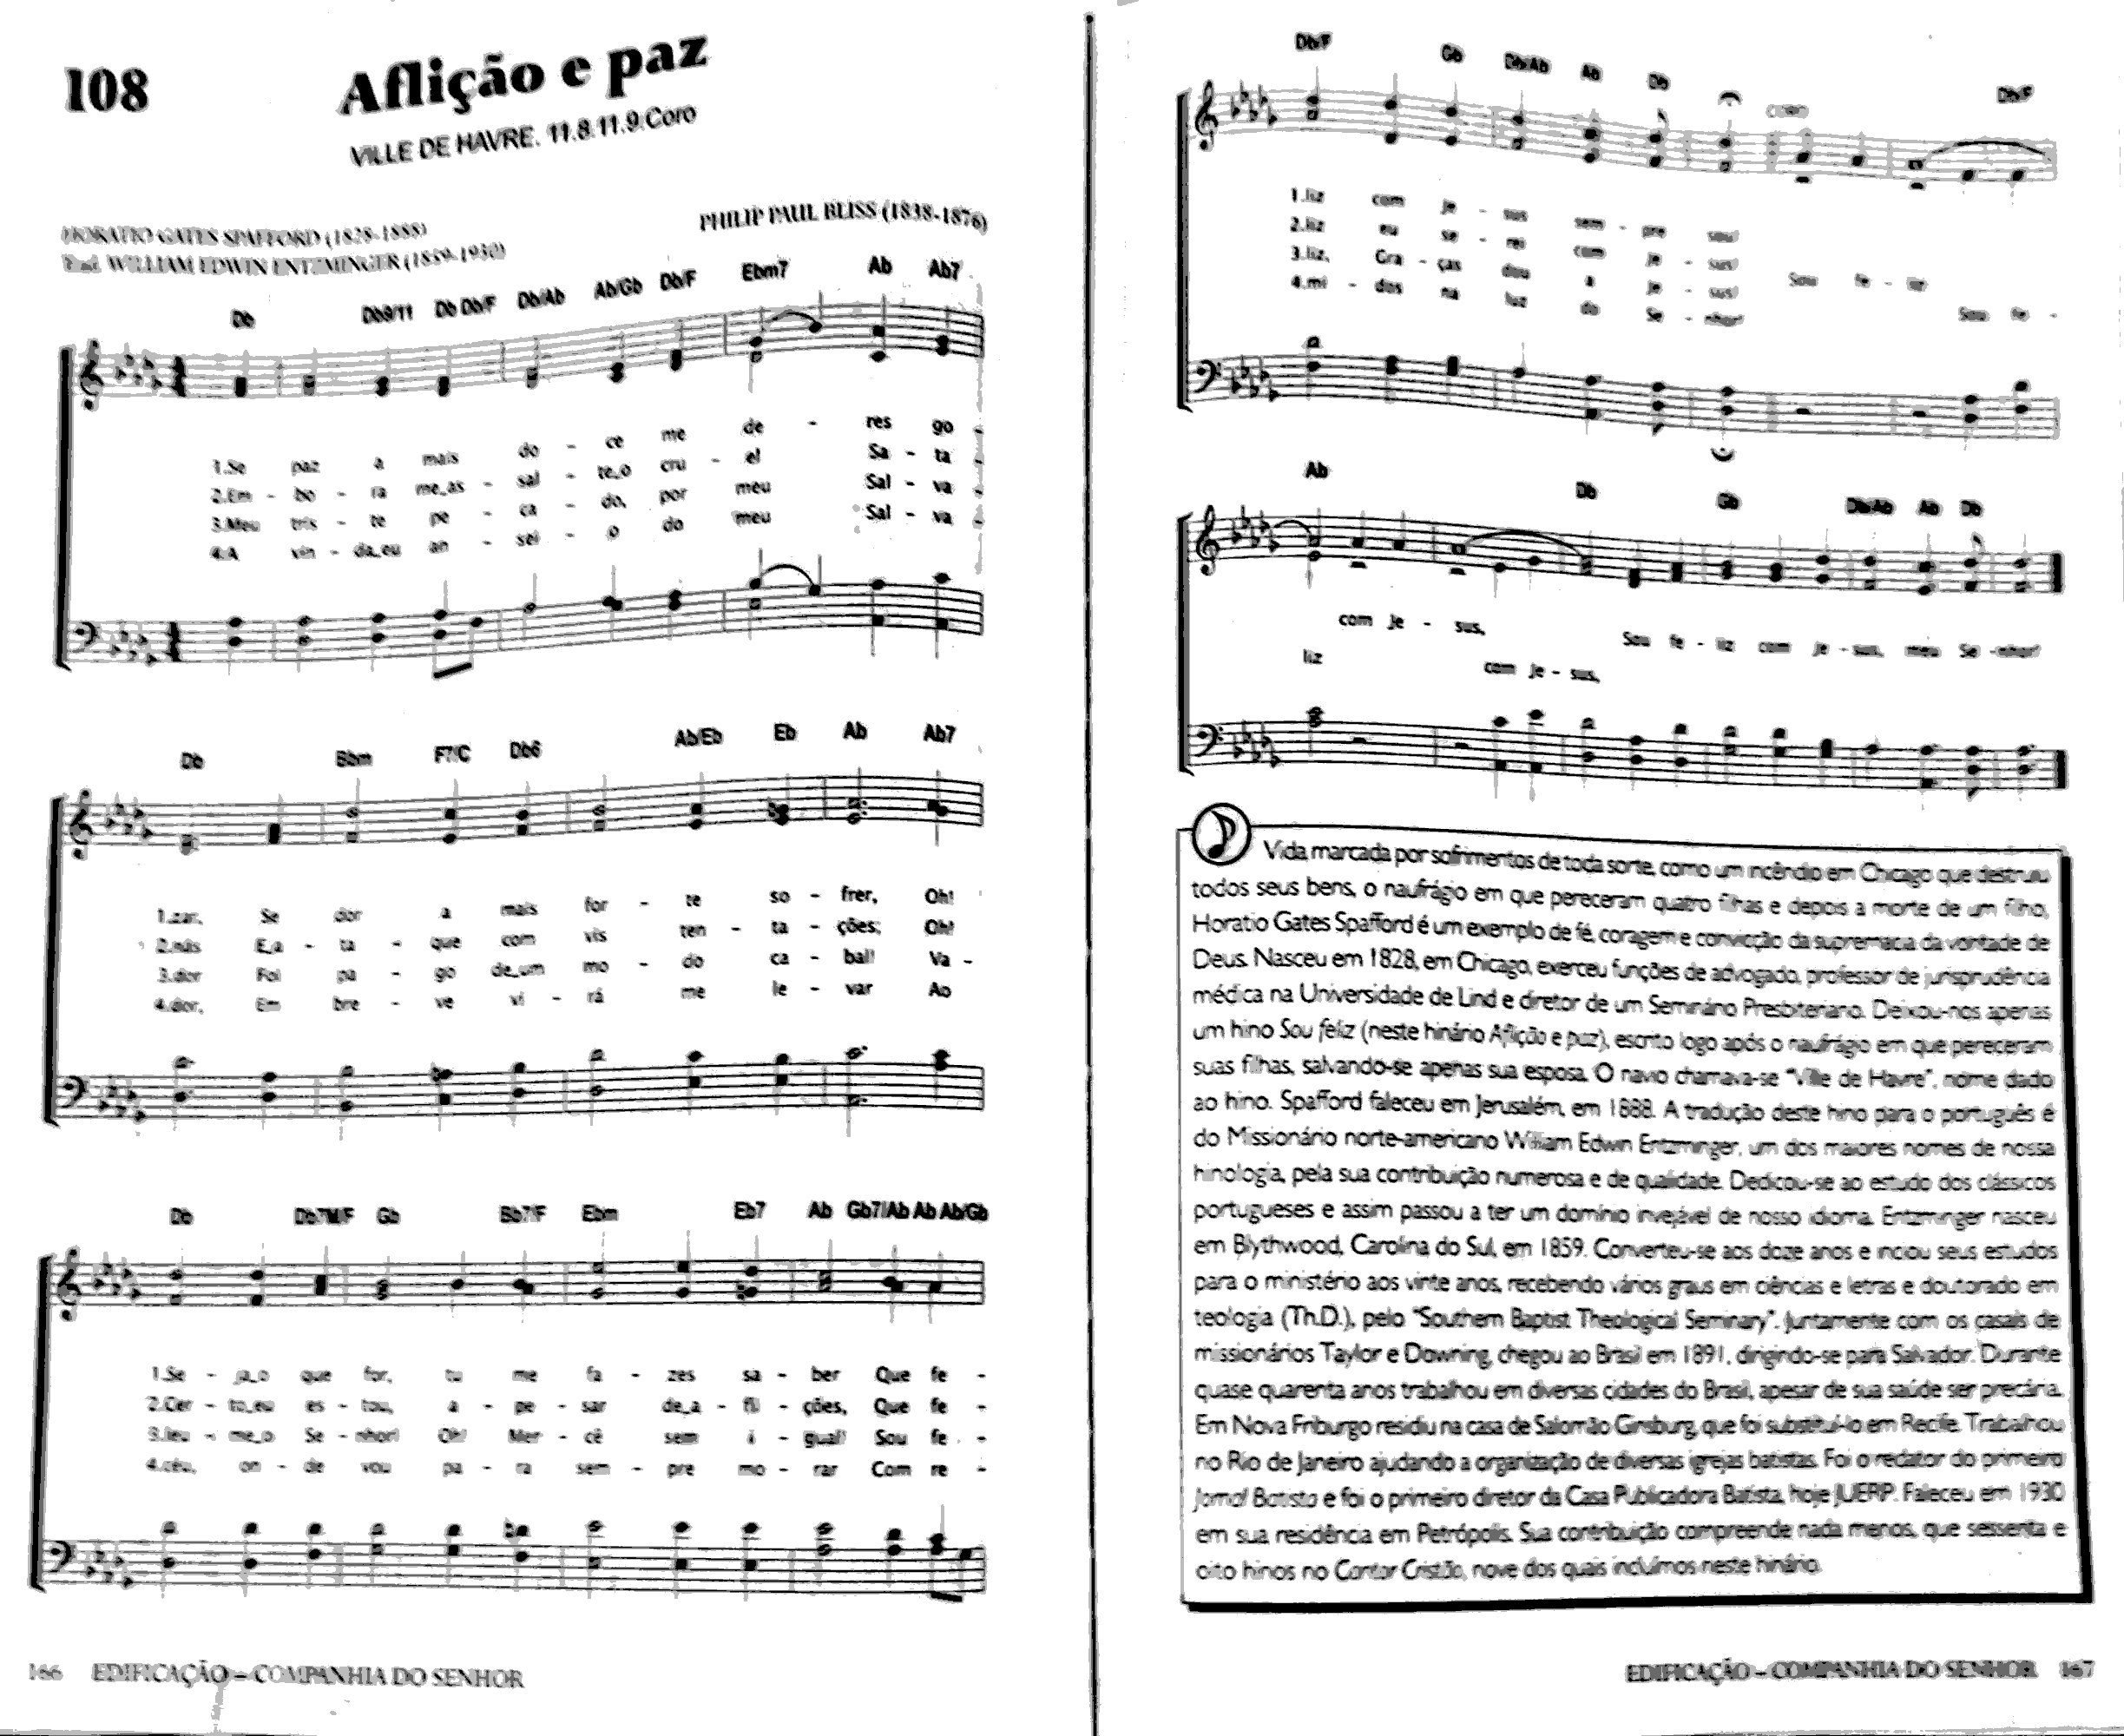 108
Aflição e paz
VILLE DE HAVRE. 11.8.11.9.Coro
PHILIP PAUL BLISS (1838-1876)
HORATIO GATES SPAFFORD (1828-1888)
Trad. WILLIAM EDWIN ENTZMINGER (1859-1930)
Db Db9/11 Db Db/F Db/Ab Ab/Gb Db/F Ebm7 Ab Ab7
1.Se paz a mais do - ce me de - res go -
2.Em - bo - ra me_as - sal - te_o cru - el Sa - ta -
3.Meu tris - te pe - ca - do, por meu Sal - va -
4.A vin - da_eu an - sei - o do meu Sal - va -
Db Bbm F7/C Db6 Ab/Eb Eb Ab Ab7
1.zar, Se dor a mais for - te so - frer, Oh!
2.nás E_a - ta - que com vis ten - ta - ções; Oh!
3.dor Foi pa - go de_um mo - do ca - bal! Va -
4.dor, Em bre - ve vi - rá me le - var Ao
Db Db7M/F Gb Bb7/F Ebm Eb7 Ab Gb7/Ab Ab Ab/Gb
1.Se - ja_o que for, tu me fa - zes sa - ber Que fe -
2.Cer - to_eu es - tou, a - pe - sar de_a - fli - ções, Que fe -
3.leu - me_o Se - nhor! Oh! Mer - cê sem i - gual! Sou fe -
4.céu, on - de vou pa - ra sem - pre mo - rar Com re -
166 EDIFICAÇÃO – COMPANHIA DO SENHOR
Db/F Gb Db/Ab Ab Db Db/F
CORO
1.liz com Je - sus sem - pre sou!
2.liz eu se - rei com Je - sus!
3.liz, Gra - ças dou a Je - sus! Sou fe - liz
4.mi - dos na luz do Se - nhor! Sou fe -
Ab Db Gb Db/Ab Ab Db
com Je - sus, Sou fe - liz com Je - sus, meu Se - nhor!
liz com Je - sus,
Vida marcada por sofrimentos de toda sorte, como um incêndio em Chicago que destruiu
todos seus bens, o naufrágio em que pereceram quatro filhas e depois a morte de um filho,
Horatio Gates Spafford é um exemplo de fé, coragem e convicção da supremacia da vontade de
Deus. Nasceu em 1828, em Chicago, exerceu funções de advogado, professor de jurisprudência
médica na Universidade de Lind e diretor de um Seminário Presbiteriano. Deixou-nos apenas
um hino Sou feliz (neste hinário Aflição e paz), escrito logo após o naufrágio em que pereceram
suas filhas, salvando-se apenas sua esposa. O navio chamava-se "Ville de Havre", nome dado
ao hino. Spafford faleceu em Jerusalém, em 1888. A tradução deste hino para o português é
do Missionário norte-americano William Edwin Entzminger, um dos maiores nomes de nossa
hinologia, pela sua contribuição numerosa e de qualidade. Dedicou-se ao estudo dos clássicos
portugueses e assim passou a ter um domínio invejável de nosso idioma. Entzminger nasceu
em Blythwood, Carolina do Sul, em 1859. Converteu-se aos doze anos e iniciou seus estudos
para o ministério aos vinte anos, recebendo vários graus em ciências e letras e doutorado em
teologia (Th.D.), pelo "Southern Baptist Theological Seminary". Juntamente com os casais de
missionários Taylor e Downing, chegou ao Brasil em 1891, dirigindo-se para Salvador. Durante
quase quarenta anos trabalhou em diversas cidades do Brasil, apesar de sua saúde ser precária.
Em Nova Friburgo residiu na casa de Salomão Ginsburg, que foi substituí-lo em Recife. Trabalhou
no Rio de Janeiro ajudando a organização de diversas igrejas batistas. Foi o redator do primeiro
Jornal Batista e foi o primeiro diretor da Casa Publicadora Batista, hoje JUERP. Faleceu em 1930
em sua residência em Petrópolis. Sua contribuição compreende nada menos, que sessenta e
oito hinos no Cantor Cristão, nove dos quais incluímos neste hinário.
EDIFICAÇÃO – COMPANHIA DO SENHOR 167